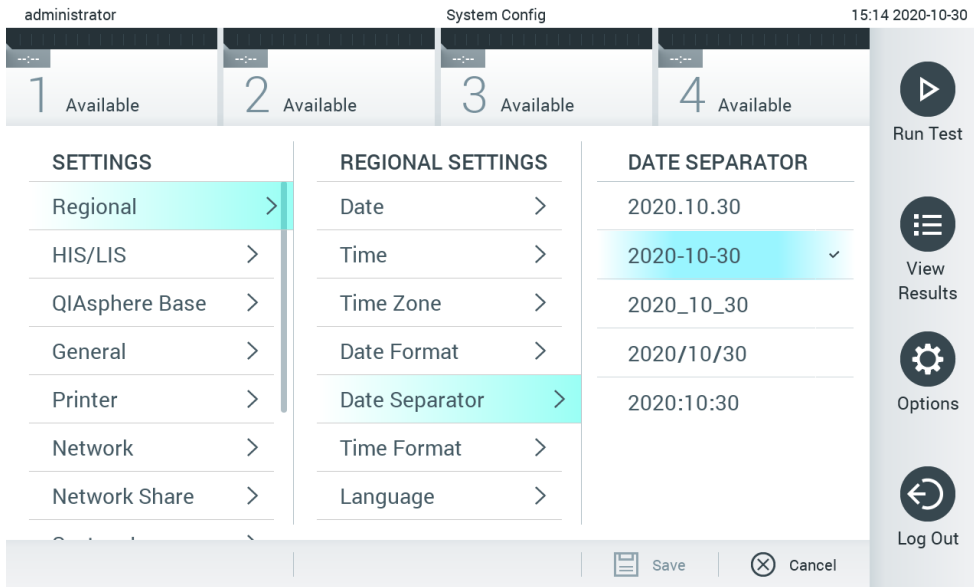 administrator
System Config
15:14 2020-10-30
--:--
1 Available
--:--
2 Available
--:--
3 Available
--:--
4 Available
SETTINGS
Regional
HIS/LIS
QIAsphere Base
General
Printer
Network
Network Share
REGIONAL SETTINGS
Date
Time
Time Zone
Date Format
Date Separator
Time Format
Language
DATE SEPARATOR
2020.10.30
2020-10-30
2020_10_30
2020/10/30
2020:10:30
Save
Cancel
Run Test
View
Results
Options
Log Out